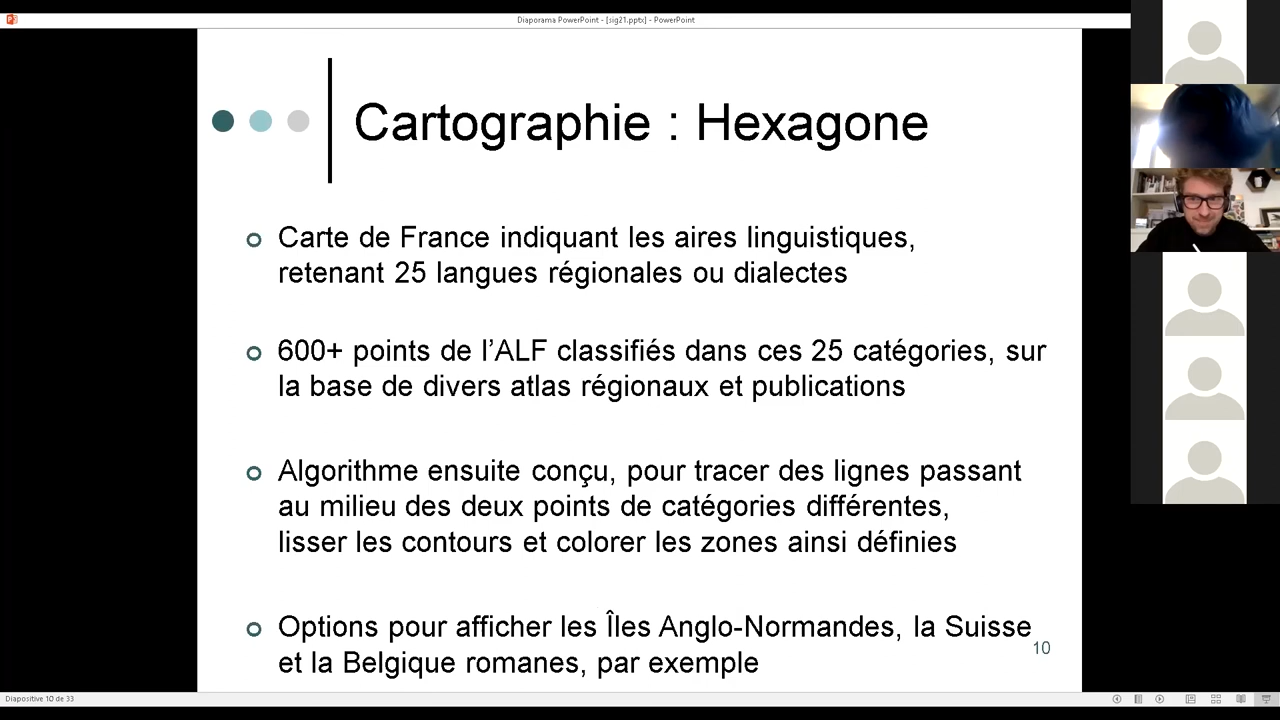 Diaporama PowerPoint - [sig21.pptx] - PowerPoint
Cartographie : Hexagone
Carte de France indiquant les aires linguistiques,
retenant 25 langues régionales ou dialectes
600+ points de l’ALF classifiés dans ces 25 catégories, sur
la base de divers atlas régionaux et publications
Algorithme ensuite conçu, pour tracer des lignes passant
au milieu des deux points de catégories différentes,
lisser les contours et colorer les zones ainsi définies
Options pour afficher les Îles Anglo-Normandes, la Suisse
et la Belgique romanes, par exemple
10
Diapositive 10 de 33